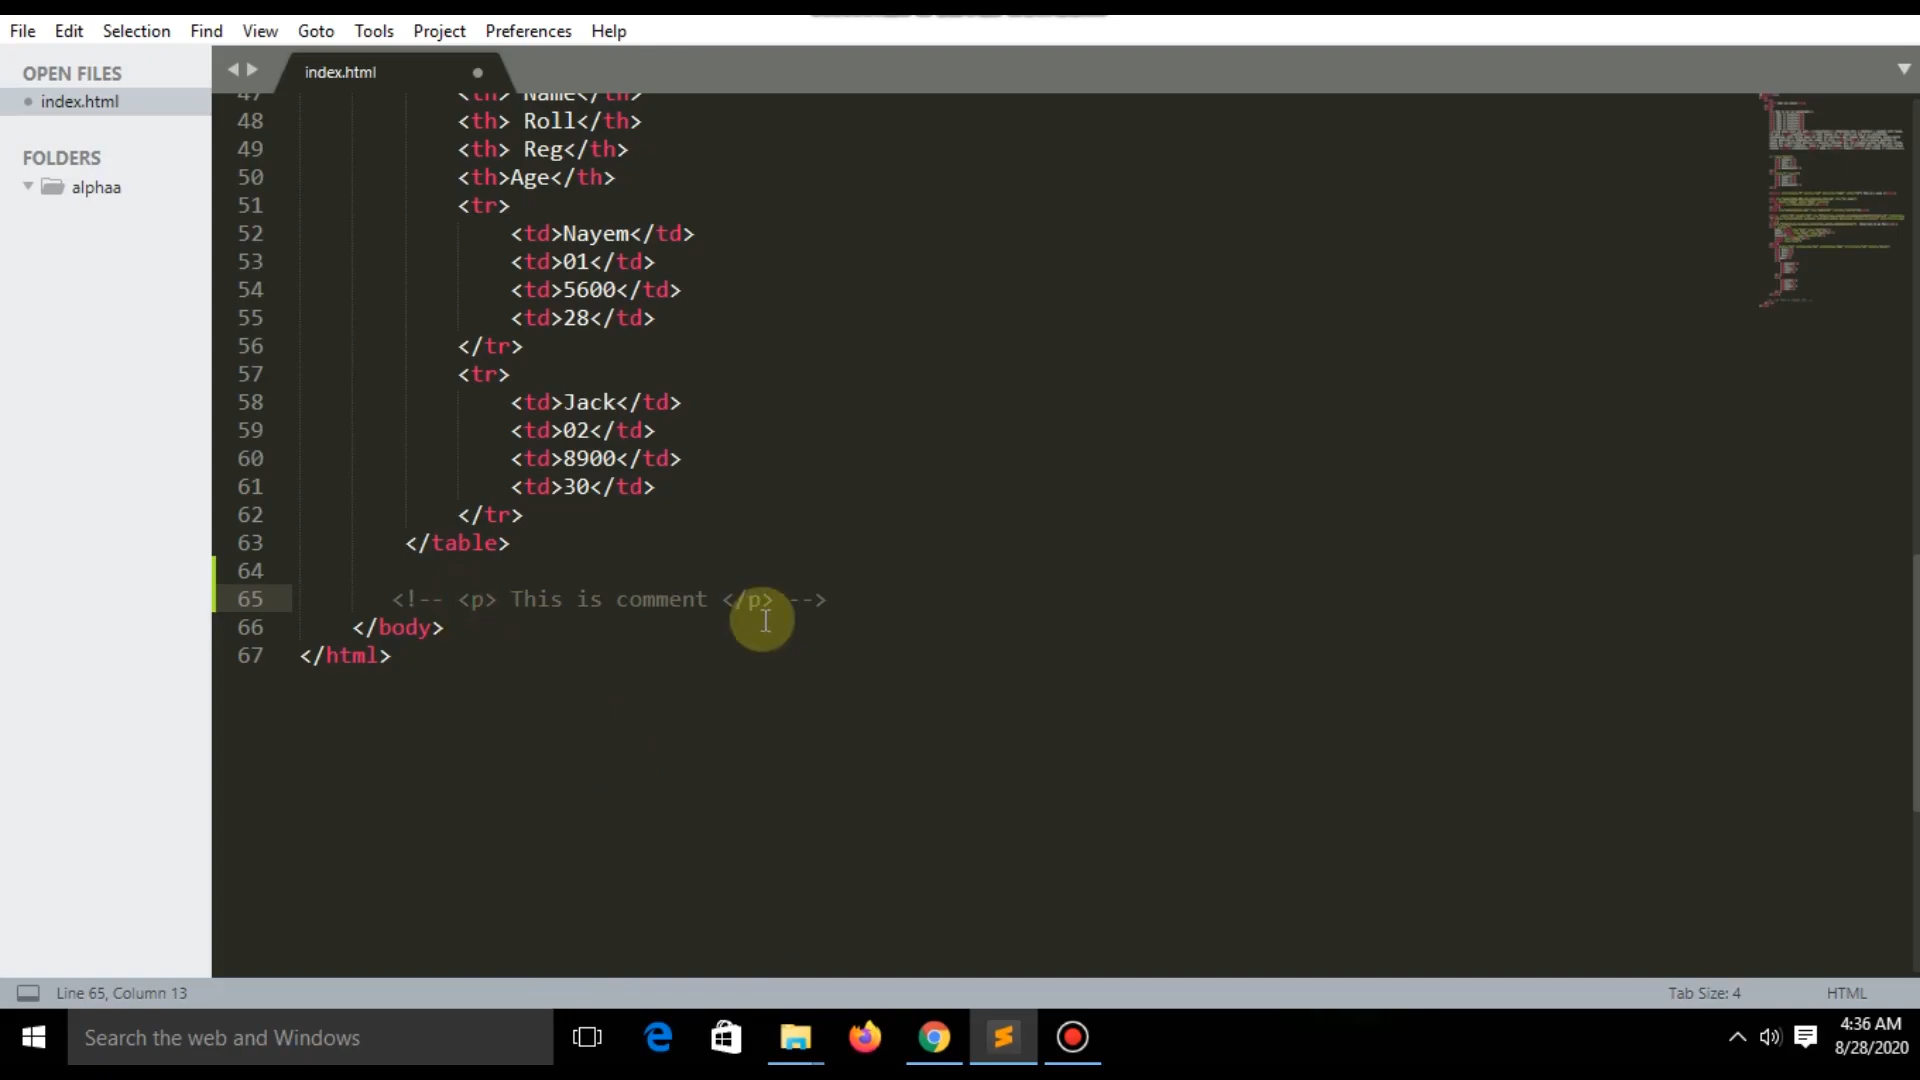 File Edit Selection Find View Goto Tools Project Preferences Help
OPEN FILES
index.html
FOLDERS
alphaa
index.html
47 <th> Name</th>
48 <th> Roll</th>
49 <th> Reg</th>
50 <th>Age</th>
51 <tr>
52 <td>Nayem</td>
53 <td>01</td>
54 <td>5600</td>
55 <td>28</td>
56 </tr>
57 <tr>
58 <td>Jack</td>
59 <td>02</td>
60 <td>8900</td>
61 <td>30</td>
62 </tr>
63 </table>
64
65 <!-- <p> This is comment </p> -->
66 </body>
67 </html>
Line 65, Column 13
Tab Size: 4
HTML
Search the web and Windows
4:36 AM
8/28/2020